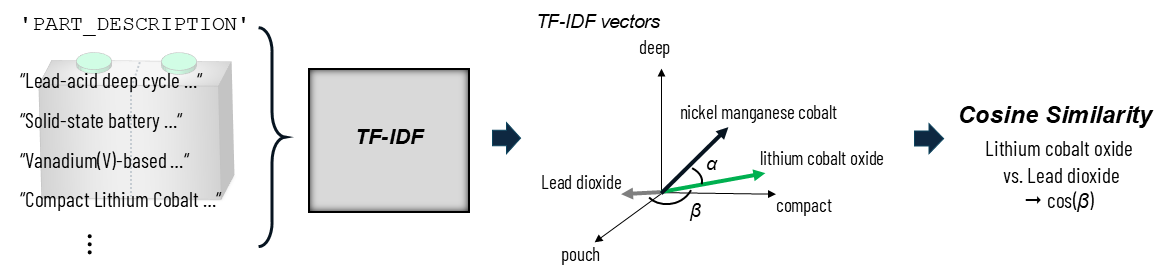 'PART_DESCRIPTION'
“Lead-acid deep cycle ...“
“Solid-state battery ...“
“Vanadium(V)-based ...“
“Compact Lithium Cobalt ...“
⋮
TF-IDF
TF-IDF vectors
deep
nickel manganese cobalt
α
lithium cobalt oxide
Lead dioxide
β
compact
pouch
Cosine Similarity
Lithium cobalt oxide
vs. Lead dioxide
→ cos(β)